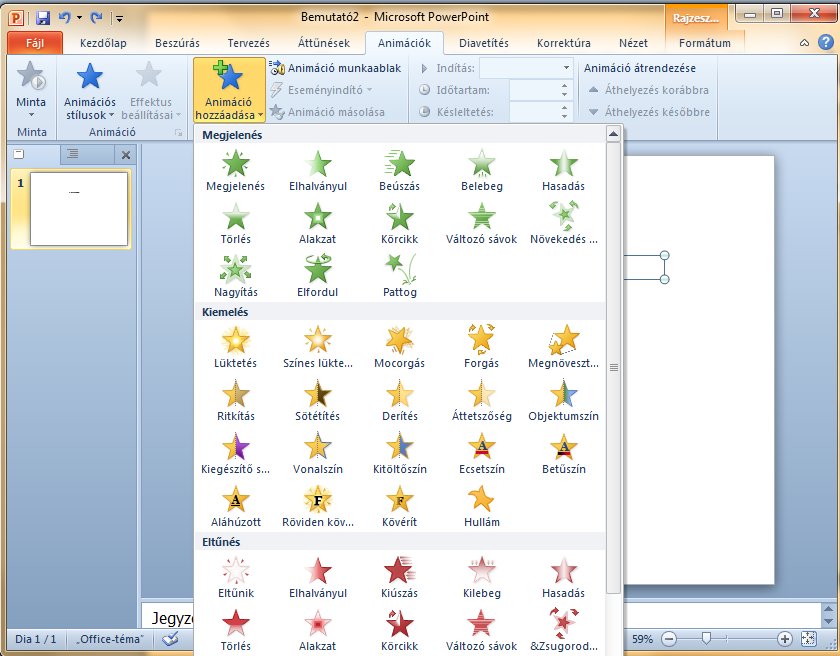 Bemutató2 - Microsoft PowerPoint
Rajzesz...
Fájl Kezdőlap Beszúrás Tervezés Áttűnések Animációk Diavetítés Korrektúra Nézet Formátum
Minta
Minta
Animációs stílusok
Effektus beállításai
Animáció
Animáció hozzáadása
Animáció munkaablak
Eseményindító
Animáció másolása
Indítás:
Időtartam:
Késleltetés:
Animáció átrendezése
Áthelyezés korábbra
Áthelyezés későbbre
1
Megjelenés
Megjelenés Elhalványul Beúszás Belebeg Hasadás
Törlés Alakzat Körcikk Változó sávok Növekedés ...
Nagyítás Elfordul Pattog
Kiemelés
Lüktetés Színes lükte... Mocorgás Forgás Megnöveszt...
Ritkítás Sötétítés Derítés Áttetszőség Objektumszín
Kiegészítő s... Vonalszín Kitöltőszín Ecsetszín Betűszín
Aláhúzott Röviden köv... Kövérít Hullám
Eltűnés
Eltűnik Elhalványul Kiúszás Kilebeg Hasadás
Törlés Alakzat Körcikk Változó sávok &Zsugorod...
Jegyz
Dia 1 / 1 „Office-téma” 59%